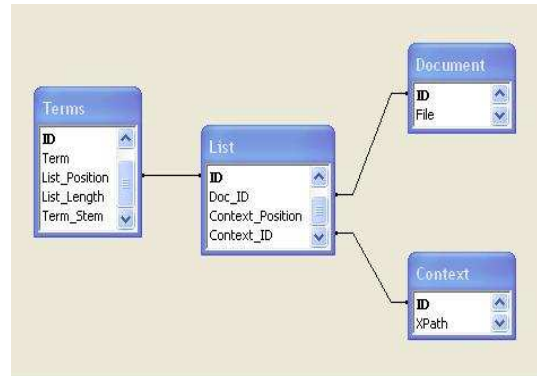 Terms
ID
Term
List_Position
List_Length
Term_Stem
List
ID
Doc_ID
Context_Position
Context_ID
Document
ID
File
Context
ID
XPath